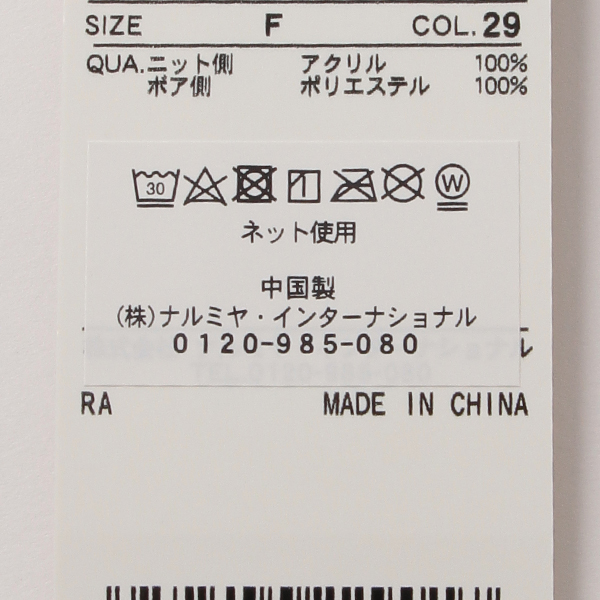 SIZE F COL.29
QUA.ニット側 アクリル 100%
ボア側 ポリエステル 100%
30 W
ネット使用
中国製
(株)ナルミヤ・インターナショナル
0120-985-080
RA MADE IN CHINA